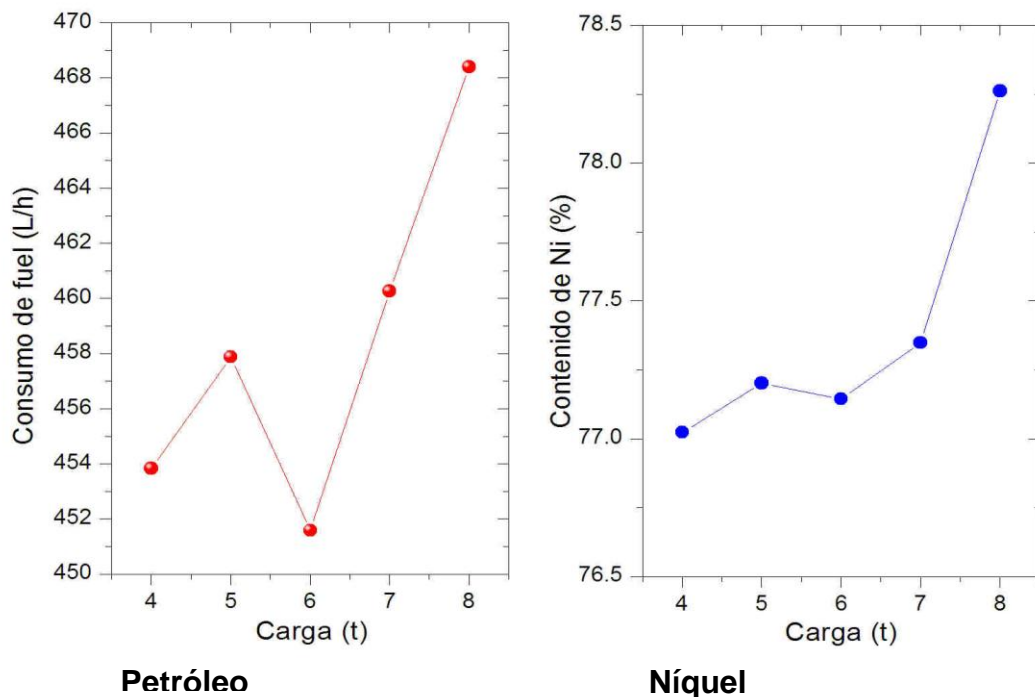 Consumo de fuel (L/h)
470
468
466
464
462
460
458
456
454
452
450
4 5 6 7 8
Carga (t)
Petróleo
Contenido de Ni (%)
78.5
78.0
77.5
77.0
76.5
4 5 6 7 8
Carga (t)
Níquel